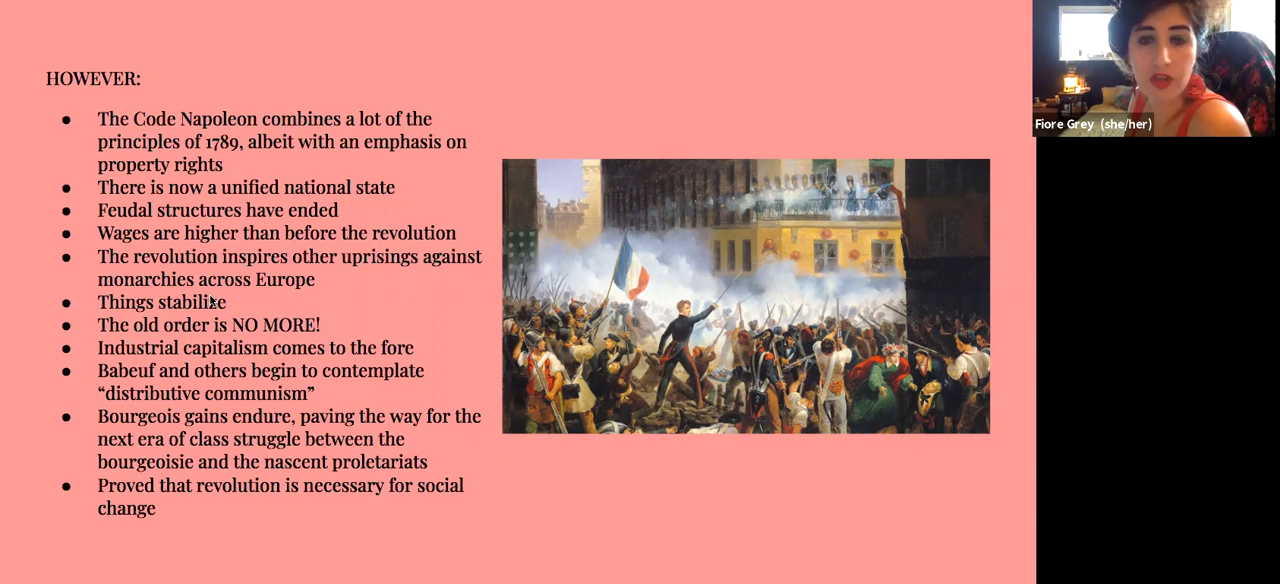 HOWEVER:
● The Code Napoleon combines a lot of the
principles of 1789, albeit with an emphasis on
property rights
● There is now a unified national state
● Feudal structures have ended
● Wages are higher than before the revolution
● The revolution inspires other uprisings against
monarchies across Europe
● Things stabilize
● The old order is NO MORE!
● Industrial capitalism comes to the fore
● Babeuf and others begin to contemplate
“distributive communism”
● Bourgeois gains endure, paving the way for the
next era of class struggle between the
bourgeoisie and the nascent proletariats
● Proved that revolution is necessary for social
change
Fiore Grey (she/her)